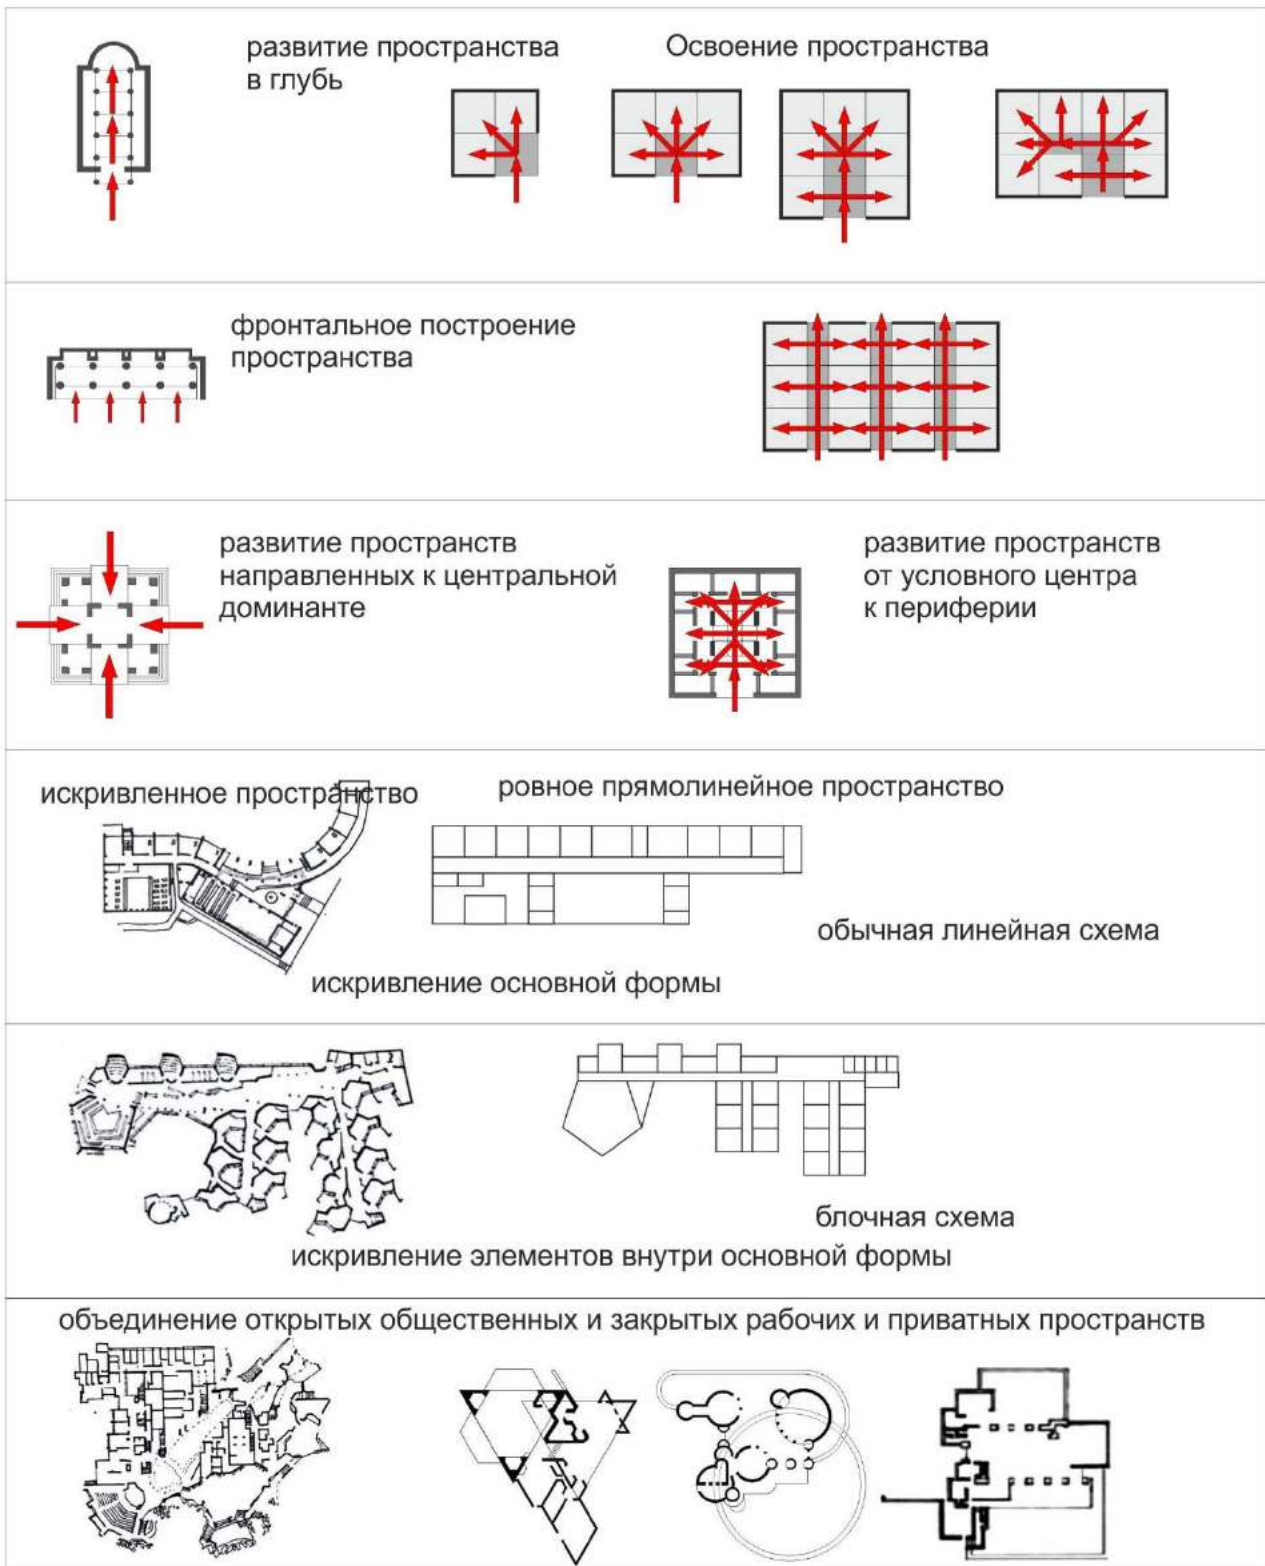 развитие пространства
в глубь
Освоение пространства
фронтальное построение
пространства
развитие пространств
направленных к центральной
доминанте
развитие пространств
от условного центра
к периферии
искривленное пространство
ровное прямолинейное пространство
обычная линейная схема
искривление основной формы
блочная схема
искривление элементов внутри основной формы
объединение открытых общественных и закрытых рабочих и приватных пространств